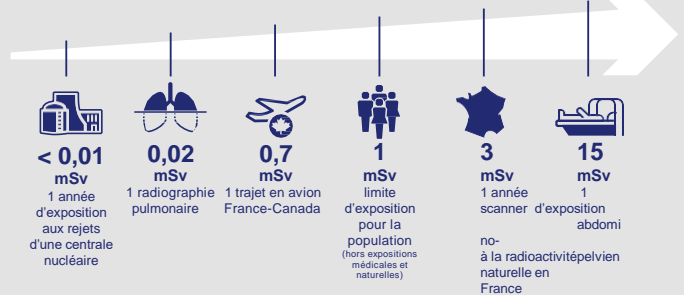 < 0,01
mSv
1 année
d'exposition
aux rejets
d'une centrale
nucléaire
0,02
mSv
1 radiographie
pulmonaire
0,7
mSv
1 trajet en avion
France-Canada
1
mSv
limite
d'exposition
pour la
population
(hors expositions
médicales et
naturelles)
3
mSv
15
mSv
1 année 1
scanner d'exposition
abdomi
no-
à la radioactivitépelvien
naturelle en
France